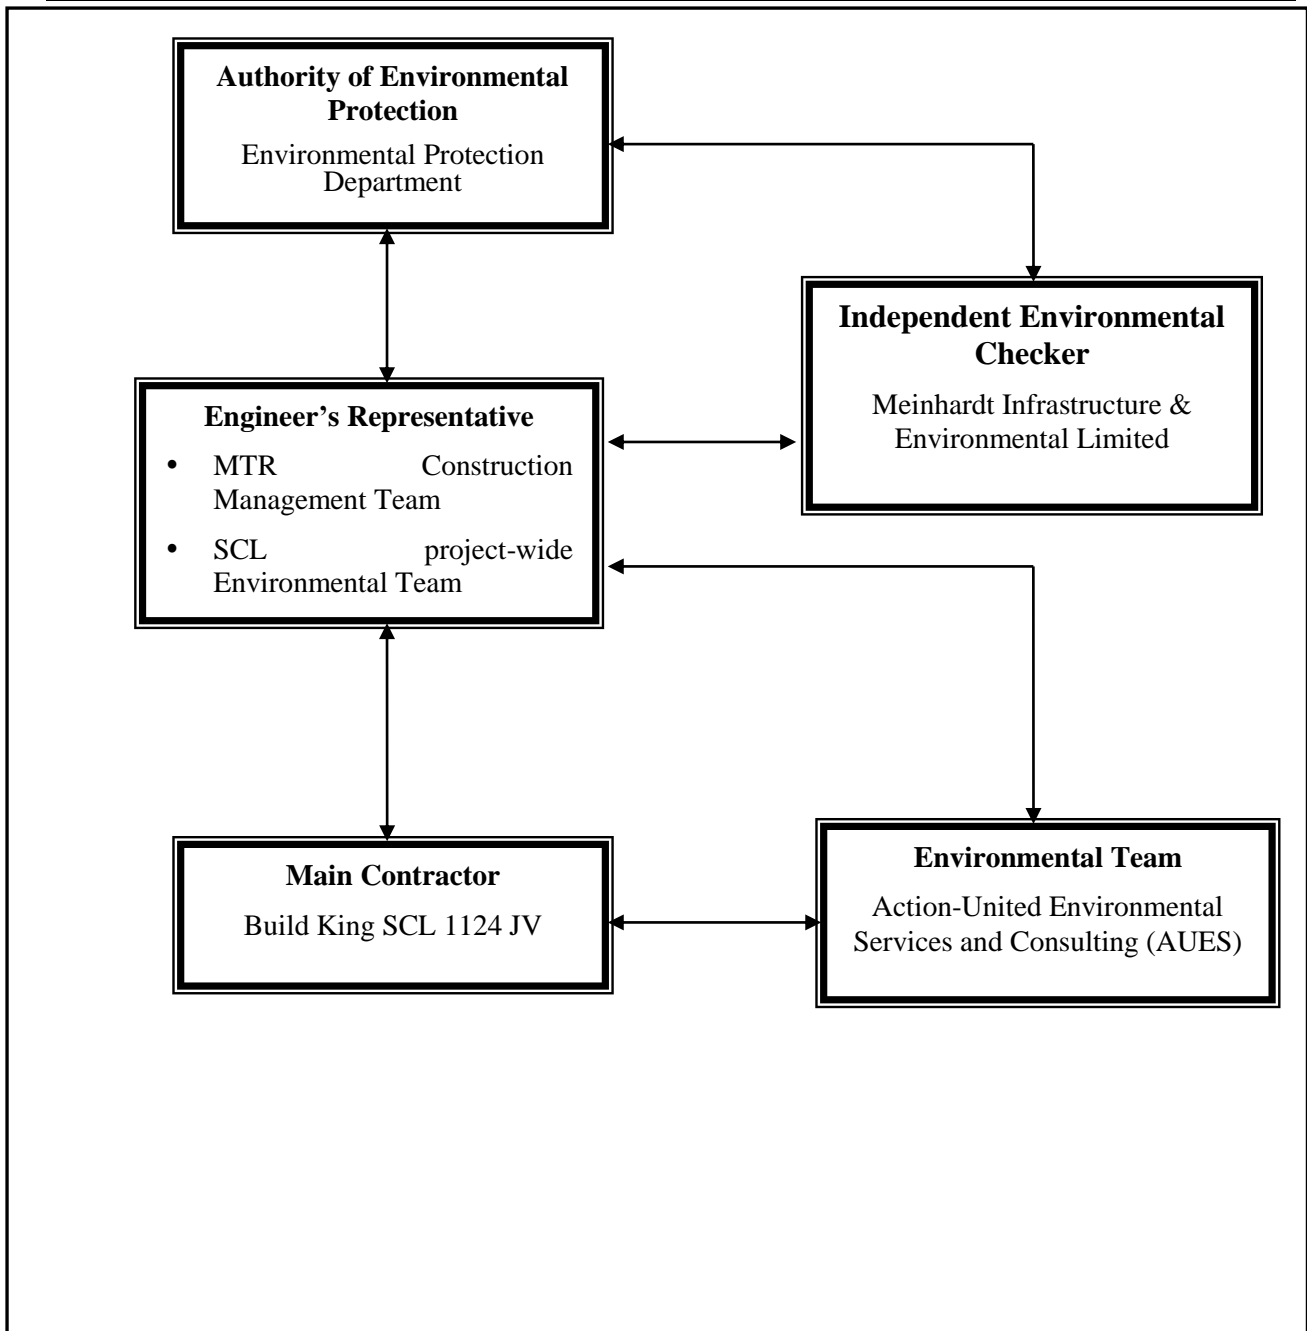 Authority of Environmental
Protection
Environmental Protection
Department
Independent Environmental
Checker
Meinhardt Infrastructure &
Environmental Limited
Engineer’s Representative
• MTR Construction
Management Team
• SCL project-wide
Environmental Team
Main Contractor
Build King SCL 1124 JV
Environmental Team
Action-United Environmental
Services and Consulting (AUES)